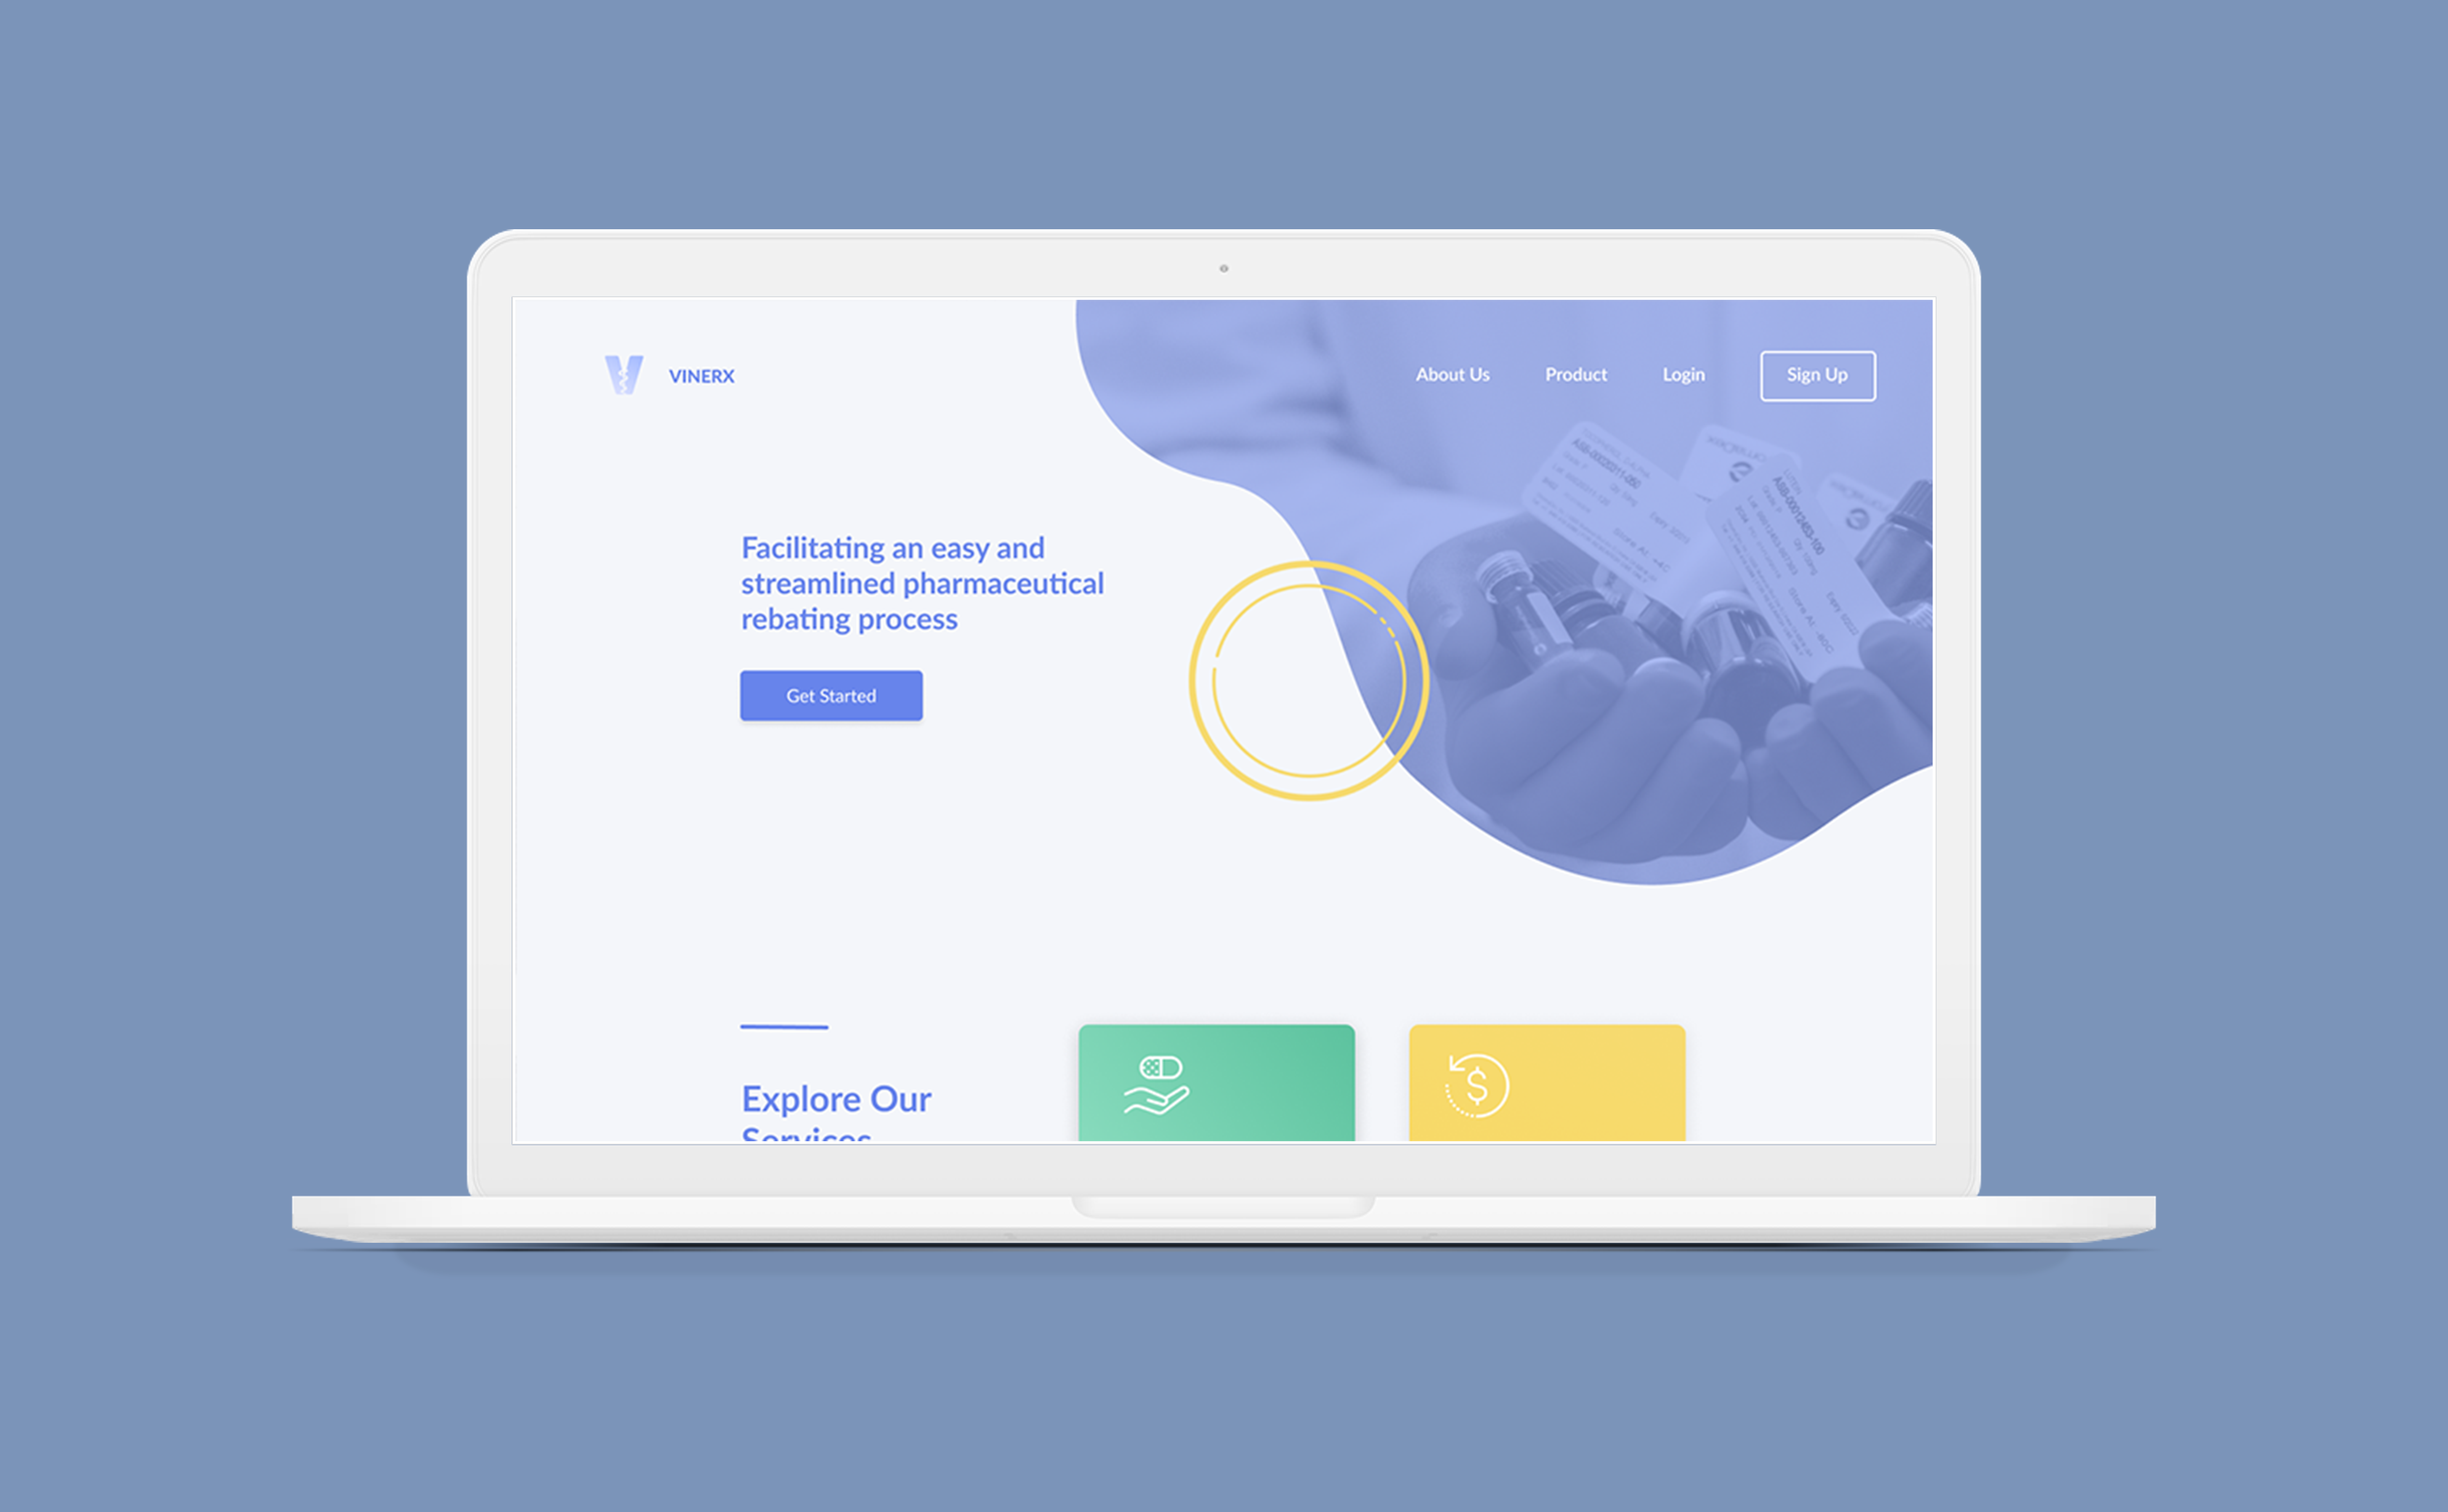 VINERX
About Us
Product
Login
Sign Up
Facilitating an easy and
streamlined pharmaceutical
rebating process
Get Started
Explore Our
Services